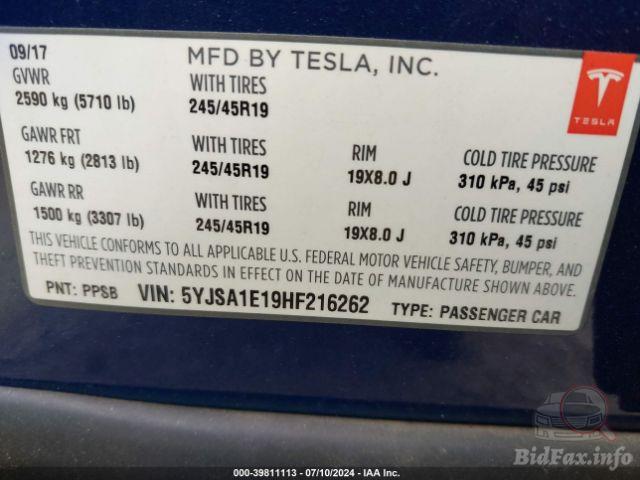 09/17 MFD BY TESLA, INC.
GVWR WITH TIRES
2590 kg (5710 lb) 245/45R19
TESLA
GAWR FRT WITH TIRES RIM COLD TIRE PRESSURE
1276 kg (2813 lb) 245/45R19 19X8.0 J 310 kPa, 45 psi
GAWR RR WITH TIRES RIM COLD TIRE PRESSURE
1500 kg (3307 lb) 245/45R19 19X8.0 J 310 kPa, 45 psi
THIS VEHICLE CONFORMS TO ALL APPLICABLE U.S. FEDERAL MOTOR VEHICLE SAFETY, BUMPER, AND
THEFT PREVENTION STANDARDS IN EFFECT ON THE DATE OF MANUFACTURE SHOWN ABOVE.
PNT: PPSB VIN: 5YJSA1E19HF216262 TYPE: PASSENGER CAR
BidFax.info
000-39811113 - 07/10/2024 - IAA Inc.